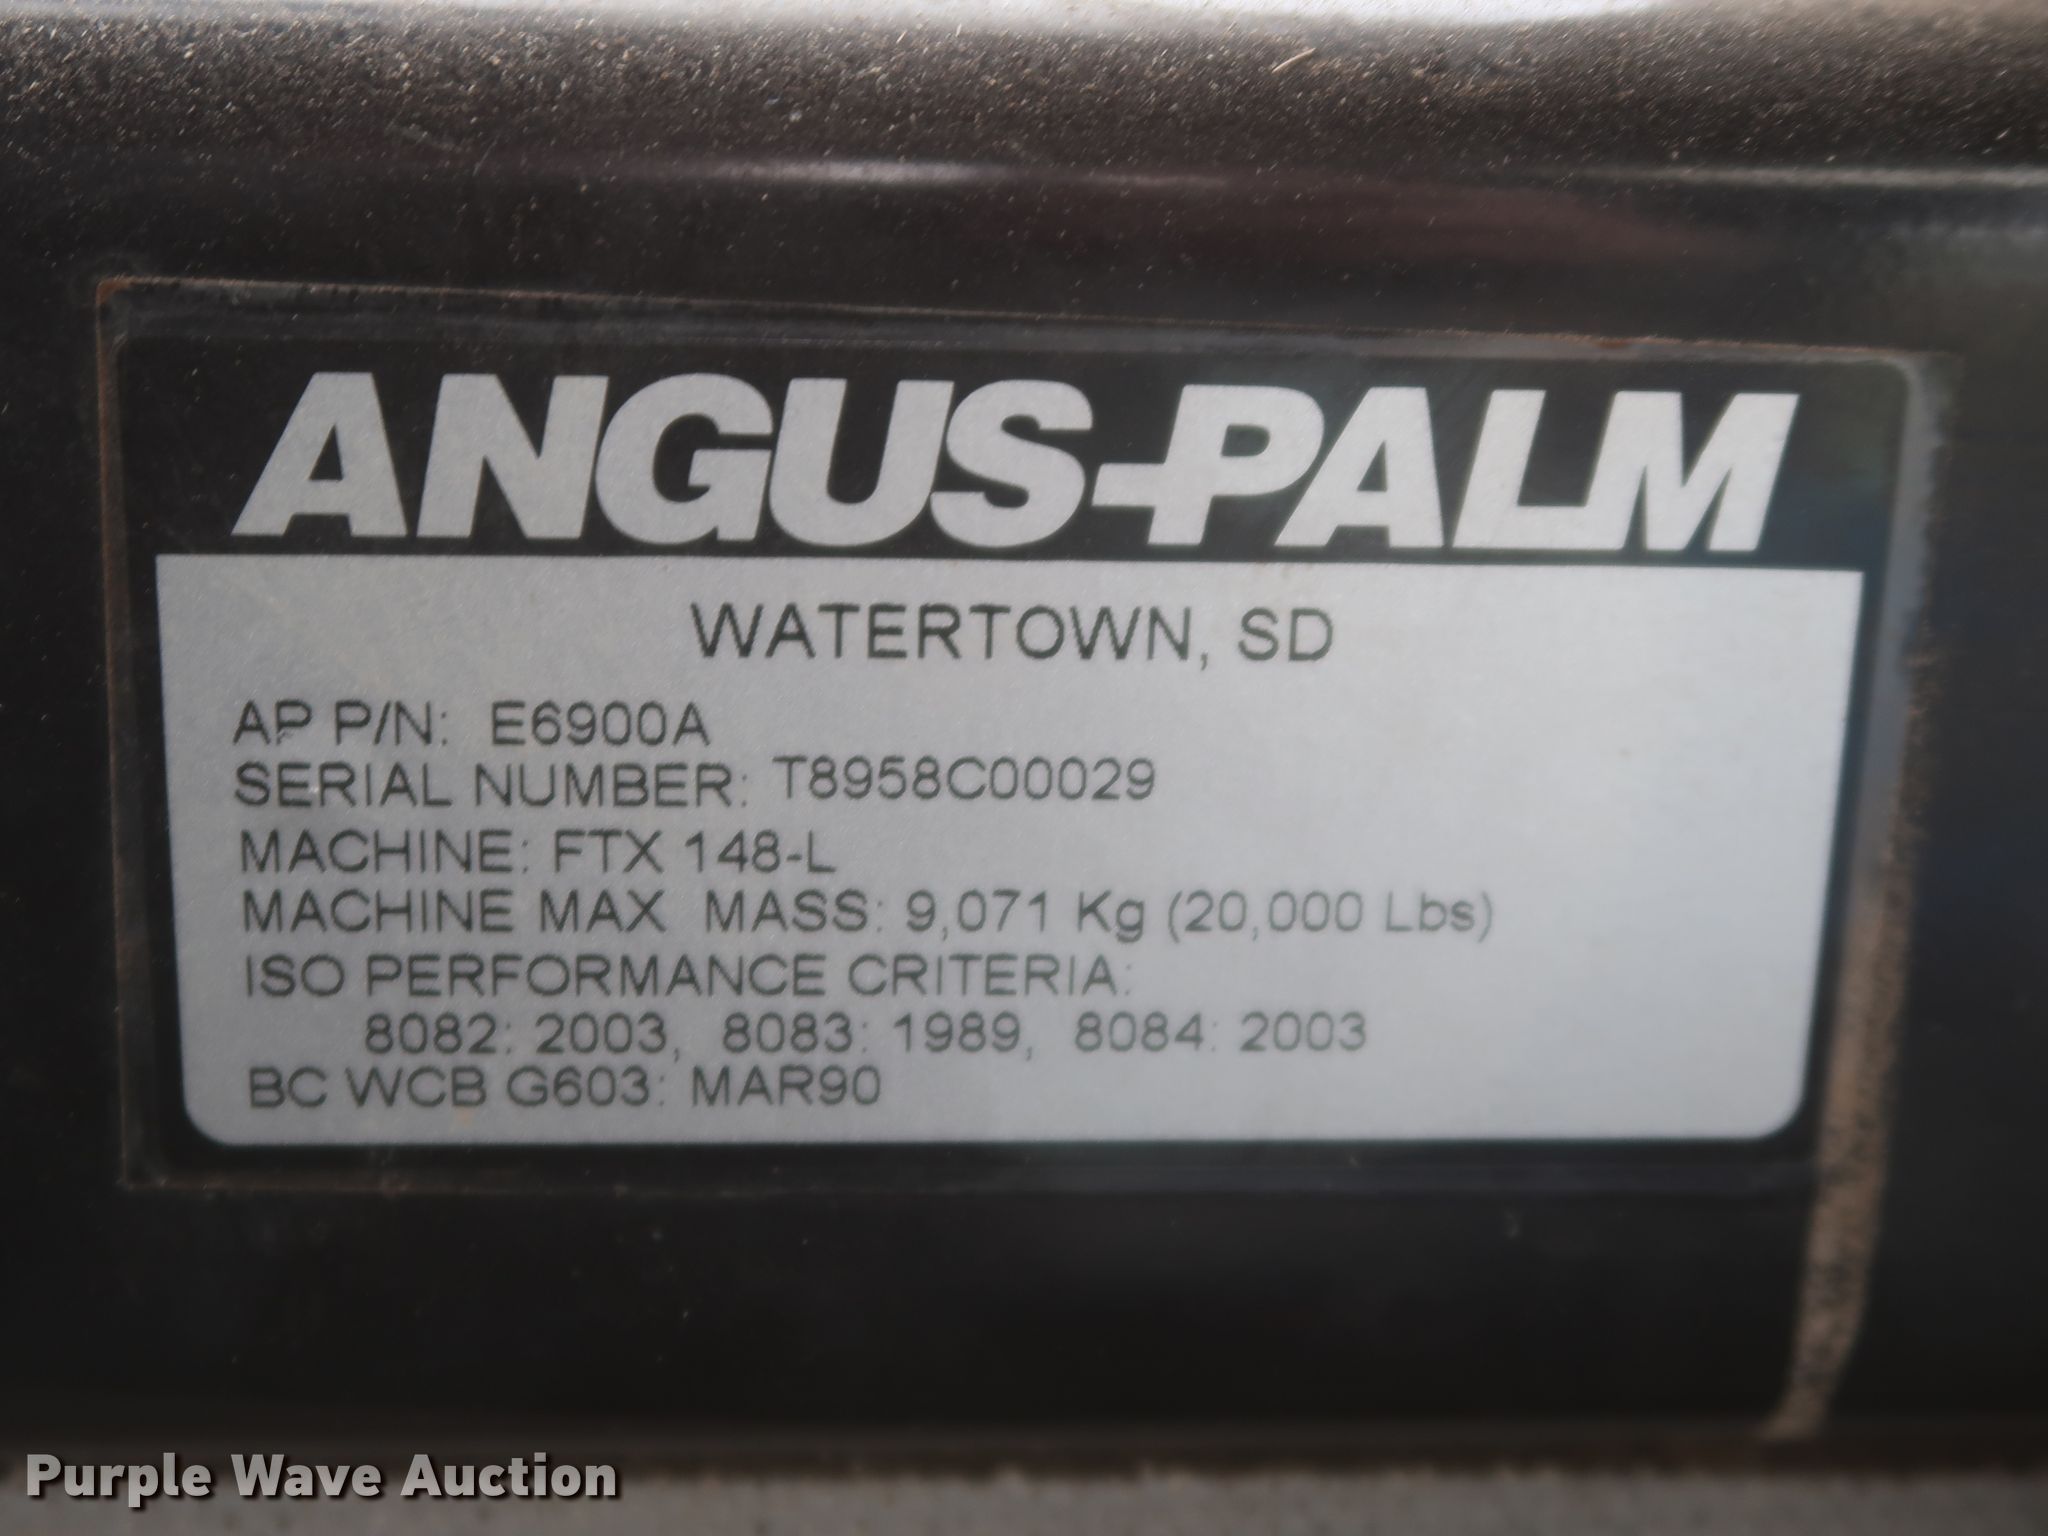 ANGUS-PALM
WATERTOWN, SD
AP P/N: E6900A
SERIAL NUMBER: T8958C00029
MACHINE: FTX 148-L
MACHINE MAX MASS: 9,071 Kg (20,000 Lbs)
ISO PERFORMANCE CRITERIA:
8082: 2003, 8083: 1989, 8084: 2003
BC WCB G603: MAR90
Purple Wave Auction